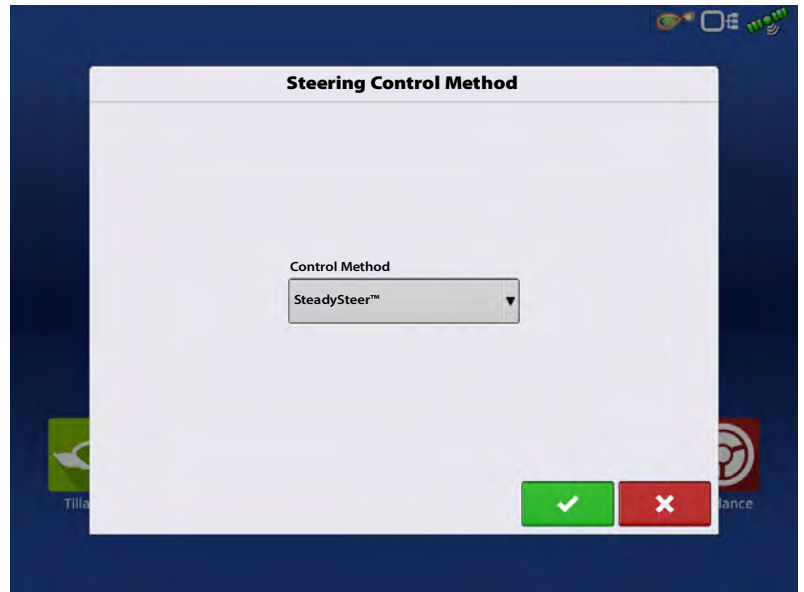 Steering Control Method
Control Method
SteadySteer™
Tilla
dance